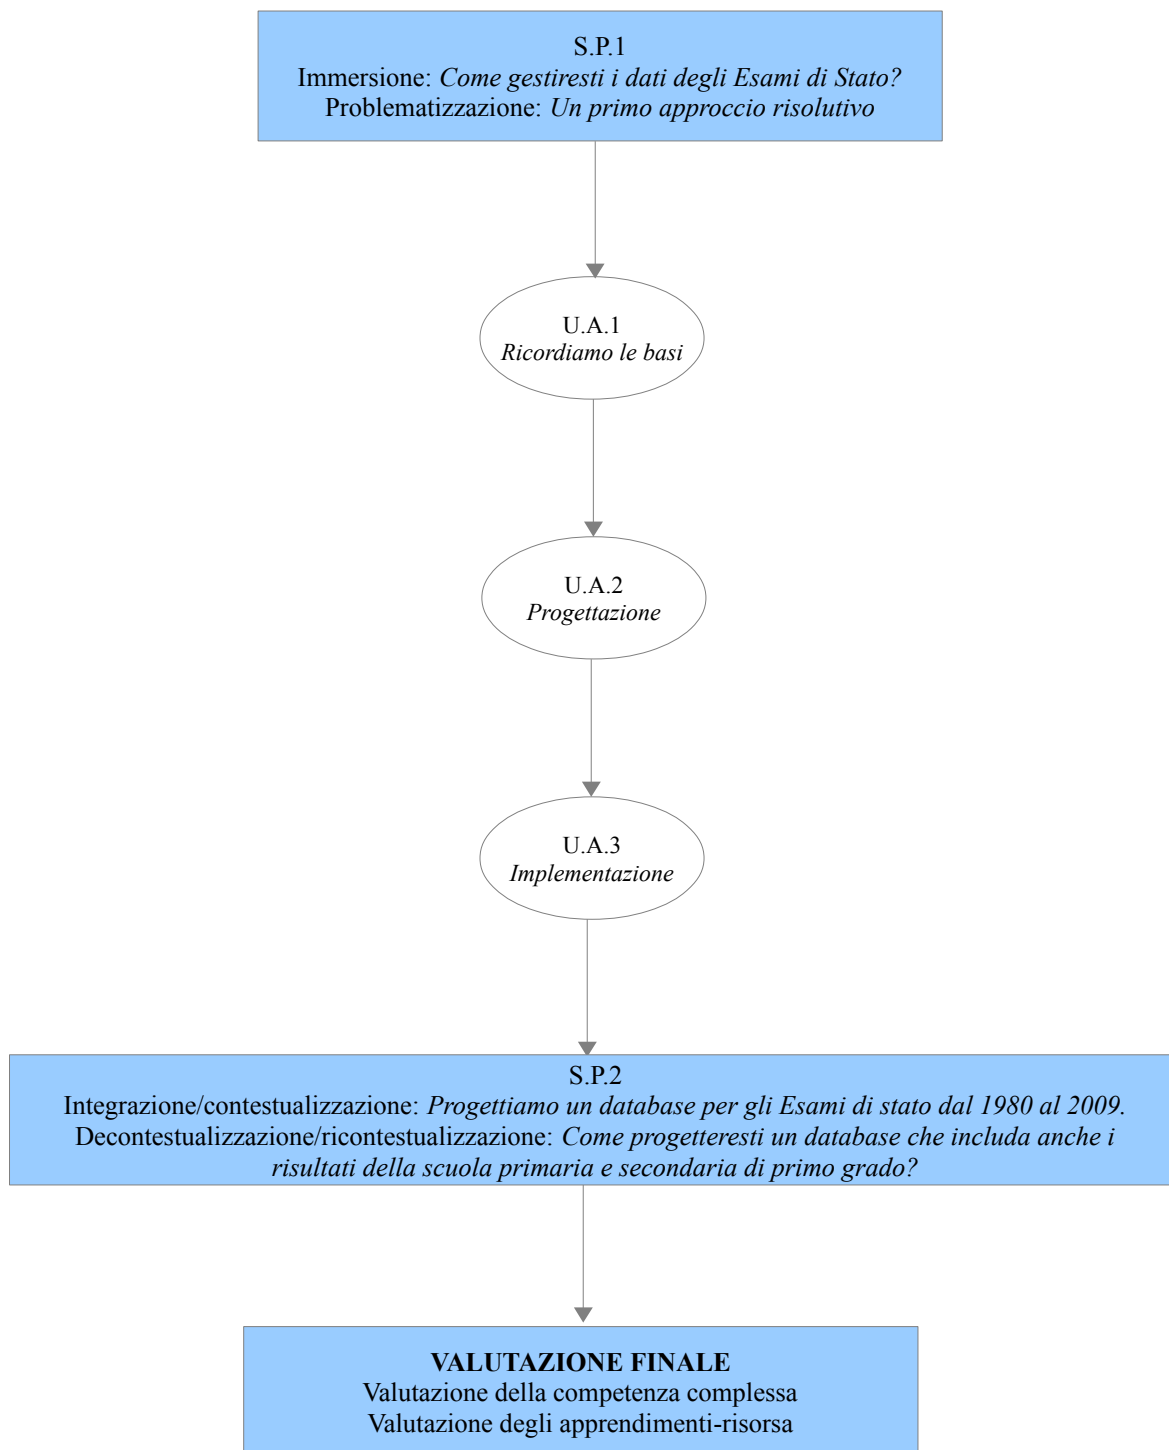 S.P.1
Immersione: Come gestiresti i dati degli Esami di Stato?
Problematizzazione: Un primo approccio risolutivo
U.A.1
Ricordiamo le basi
U.A.2
Progettazione
U.A.3
Implementazione
S.P.2
Integrazione/contestualizzazione: Progettiamo un database per gli Esami di stato dal 1980 al 2009.
Decontestualizzazione/ricontestualizzazione: Come progetteresti un database che includa anche i
risultati della scuola primaria e secondaria di primo grado?
VALUTAZIONE FINALE
Valutazione della competenza complessa
Valutazione degli apprendimenti-risorsa